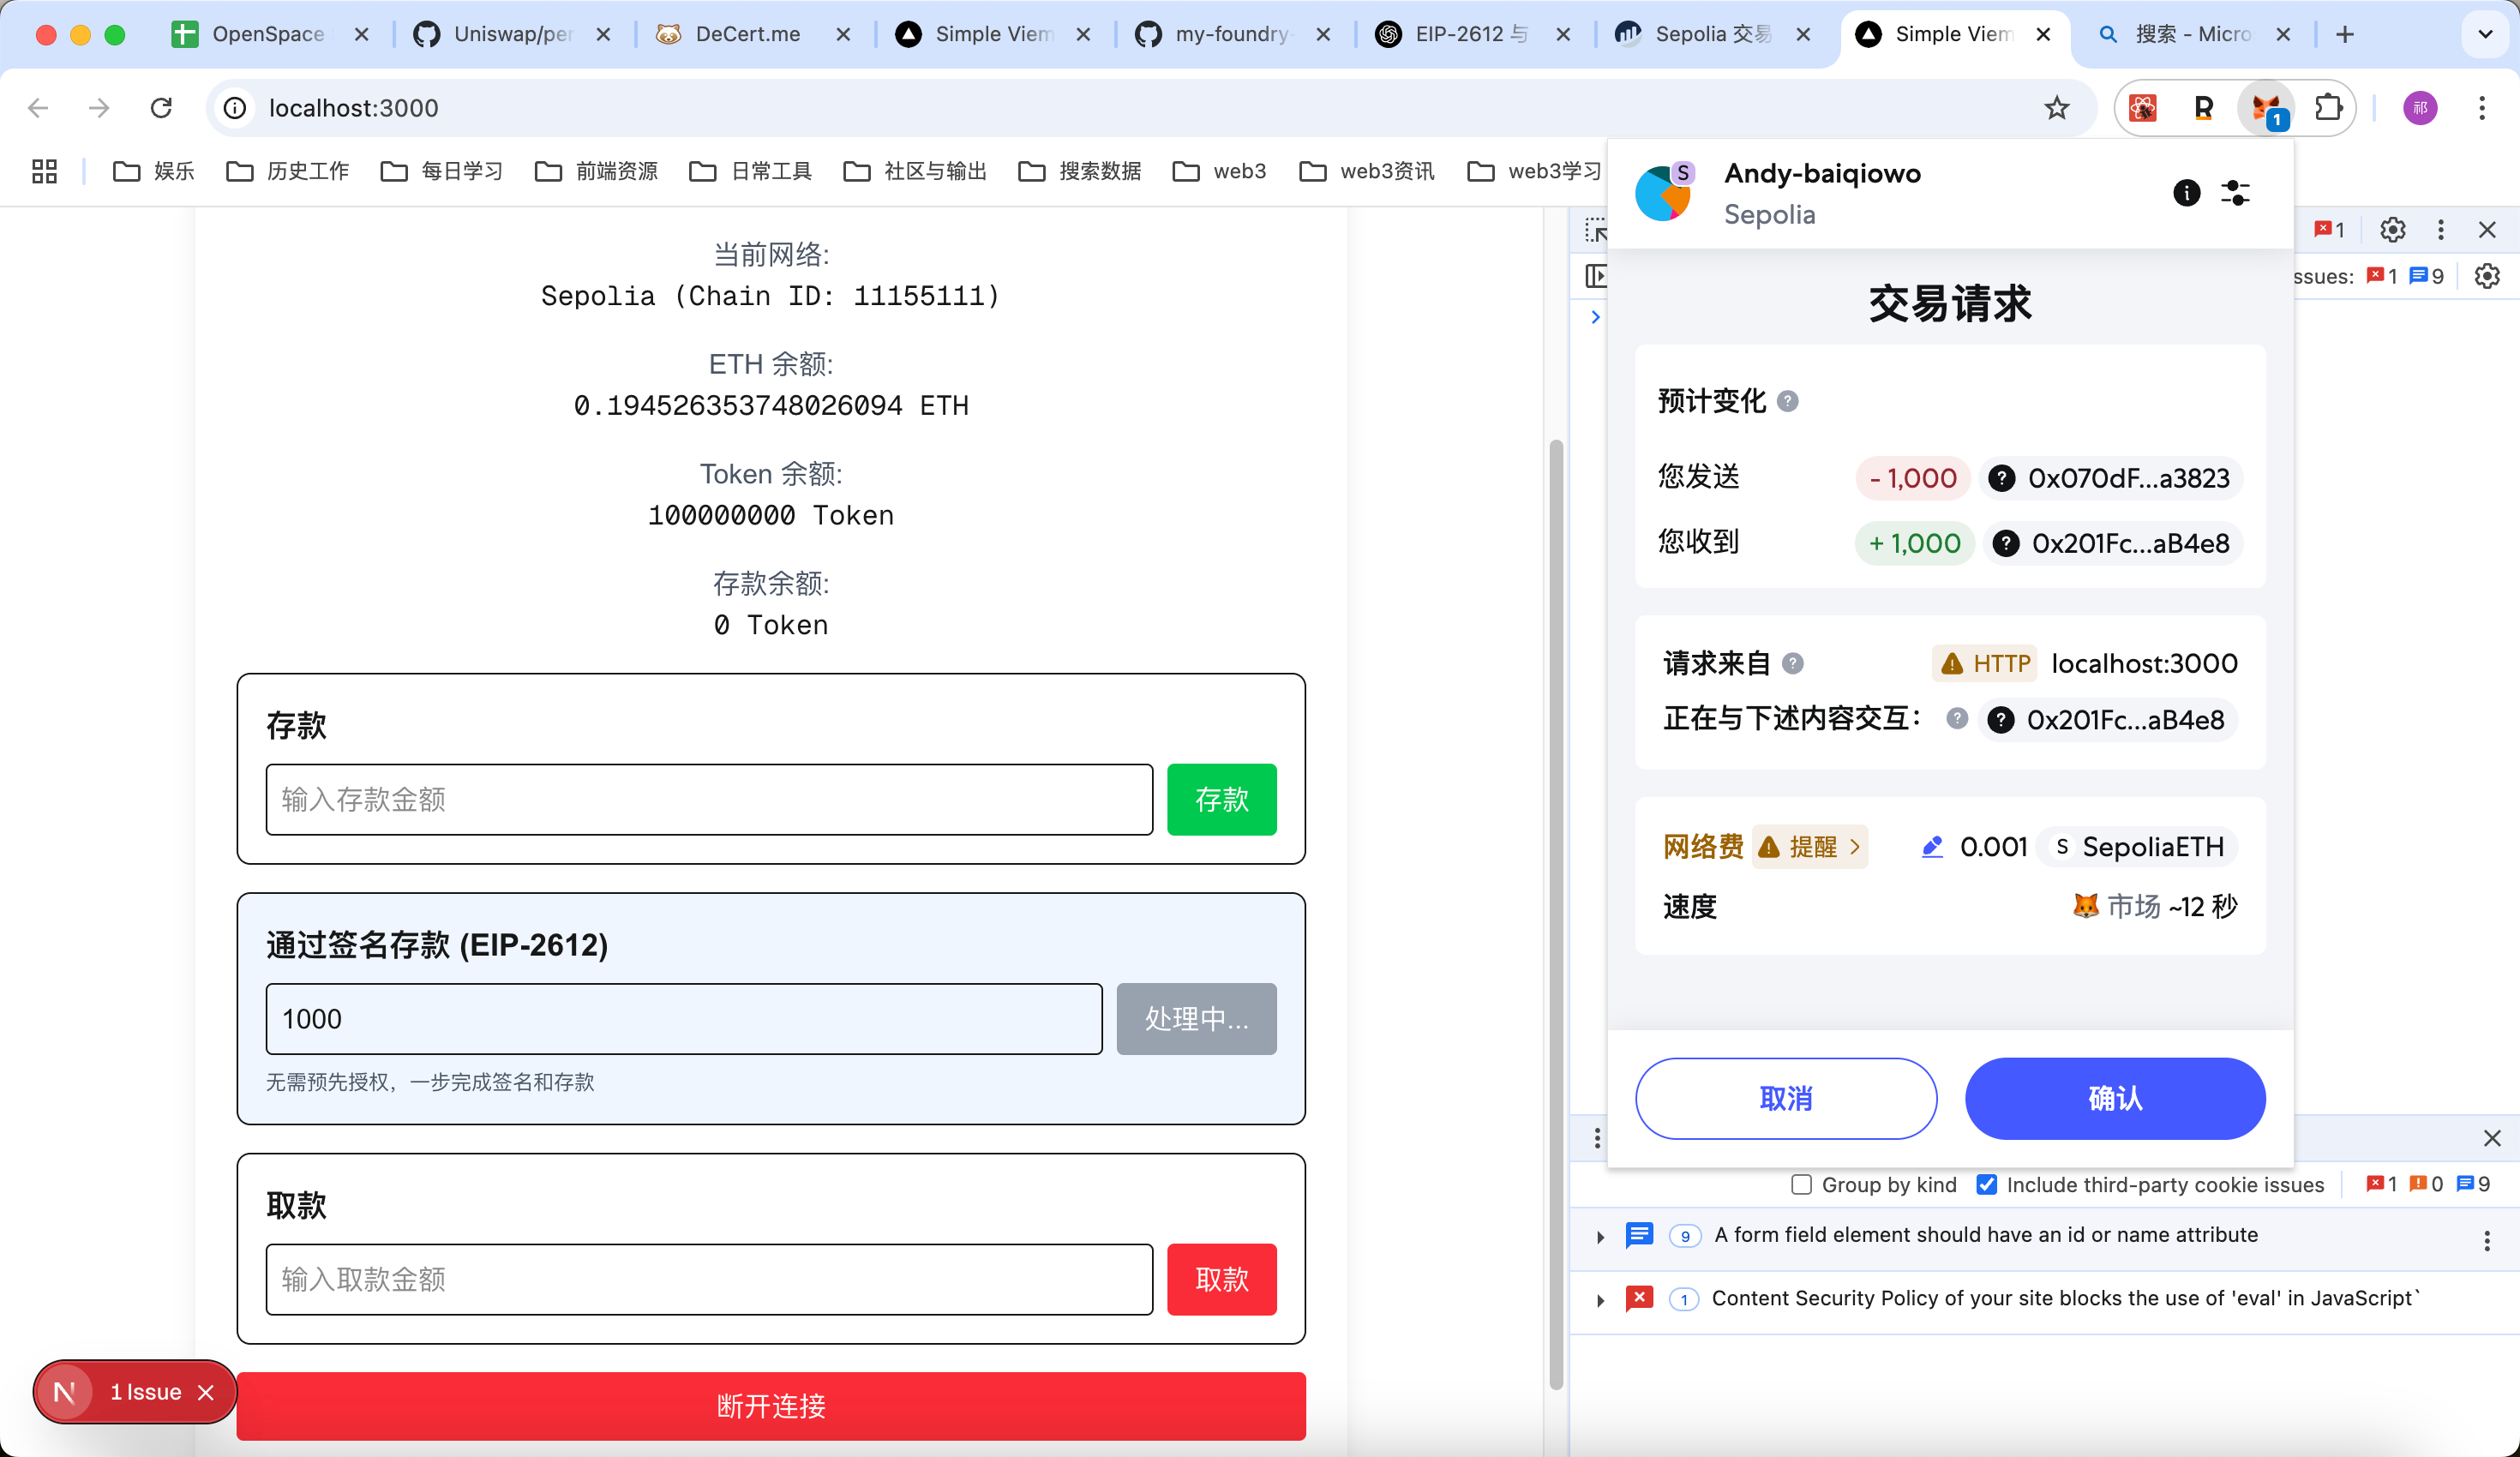 OpenSpace
Uniswap/per
DeCert.me
Simple Viem
my-foundry-
EIP-2612 与
Sepolia 交易
Simple Viem
搜索 - Micro
localhost:3000
1
祁
娱乐
历史工作
每日学习
前端资源
日常工具
社区与输出
搜索数据
web3
web3资讯
web3学习
当前网络:
Sepolia (Chain ID: 11155111)
ETH 余额:
0.194526353748026094 ETH
Token 余额:
100000000 Token
存款余额:
0 Token
存款
输入存款金额
存款
通过签名存款 (EIP-2612)
1000
处理中...
无需预先授权，一步完成签名和存款
取款
输入取款金额
取款
断开连接
N
1 Issue
S
Andy-baiqiowo
Sepolia
交易请求
预计变化
您发送
- 1,000
0x070dF...a3823
您收到
+ 1,000
0x201Fc...aB4e8
请求来自
HTTP
localhost:3000
正在与下述内容交互：
0x201Fc...aB4e8
网络费
提醒
0.001
S
SepoliaETH
速度
市场 ~12 秒
取消
确认
1
ssues:
1
9
Group by kind
Include third-party cookie issues
1
0
9
9
A form field element should have an id or name attribute
1
Content Security Policy of your site blocks the use of 'eval' in JavaScript`